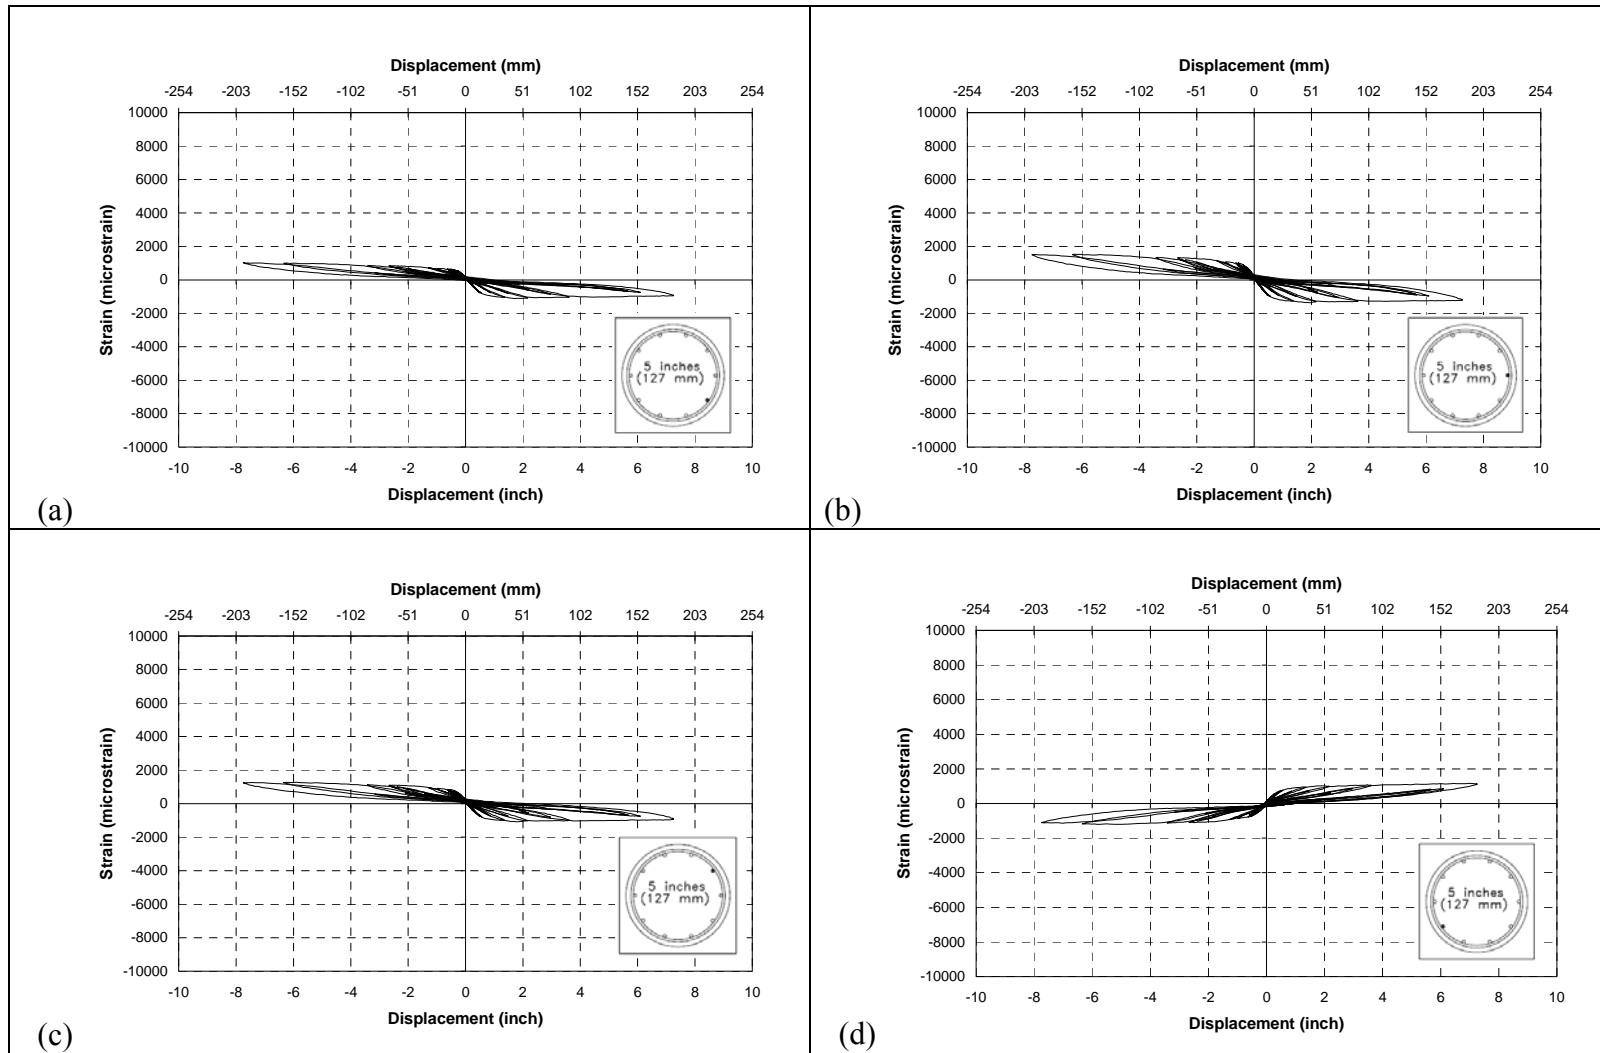 Displacement (mm)
-254 -203 -152 -102 -51 0 51 102 152 203 254
10000
8000
6000
4000
2000
0
-2000
-4000
-6000
-8000
-10000
Strain (microstrain)
5 inches
(127 mm)
-10 -8 -6 -4 -2 0 2 4 6 8 10
Displacement (inch)
(a)
Displacement (mm)
-254 -203 -152 -102 -51 0 51 102 152 203 254
10000
8000
6000
4000
2000
0
-2000
-4000
-6000
-8000
-10000
Strain (microstrain)
5 inches
(127 mm)
-10 -8 -6 -4 -2 0 2 4 6 8 10
Displacement (inch)
(b)
Displacement (mm)
-254 -203 -152 -102 -51 0 51 102 152 203 254
10000
8000
6000
4000
2000
0
-2000
-4000
-6000
-8000
-10000
Strain (microstrain)
5 inches
(127 mm)
-10 -8 -6 -4 -2 0 2 4 6 8 10
Displacement (inch)
(c)
Displacement (mm)
-254 -203 -152 -102 -51 0 51 102 152 203 254
10000
8000
6000
4000
2000
0
-2000
-4000
-6000
-8000
-10000
Strain (microstrain)
5 inches
(127 mm)
-10 -8 -6 -4 -2 0 2 4 6 8 10
Displacement (inch)
(d)